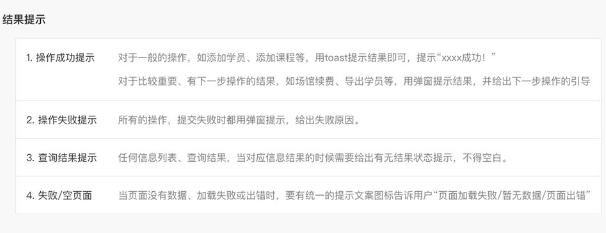 结果提示
1. 操作成功提示 对于一般的操作，如添加学员、添加课程等，用toast提示结果即可，提示“xxxx成功！”
对于比较重要、有下一步操作的结果，如场馆续费、导出学员等，用弹窗提示结果，并给出下一步操作的引导
2. 操作失败提示 所有的操作，提交失败时都用弹窗提示，给出失败原因。
3. 查询结果提示 任何信息列表、查询结果，当对应信息结果的时候需要给出有无结果状态提示，不得空白。
4. 失败/空页面 当页面没有数据、加载失败或出错时，要有统一的提示文案图标告诉用户“页面加载失败/暂无数据/页面出错”